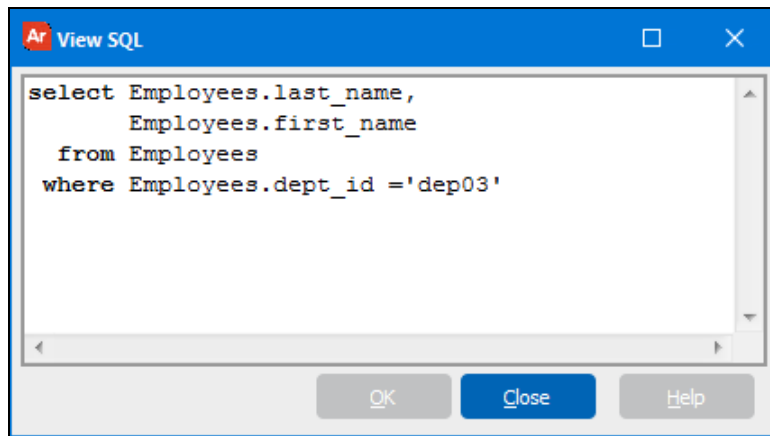 Ar View SQL
select Employees.last_name,
       Employees.first_name
  from Employees
 where Employees.dept_id ='dep03'
OK Close Help